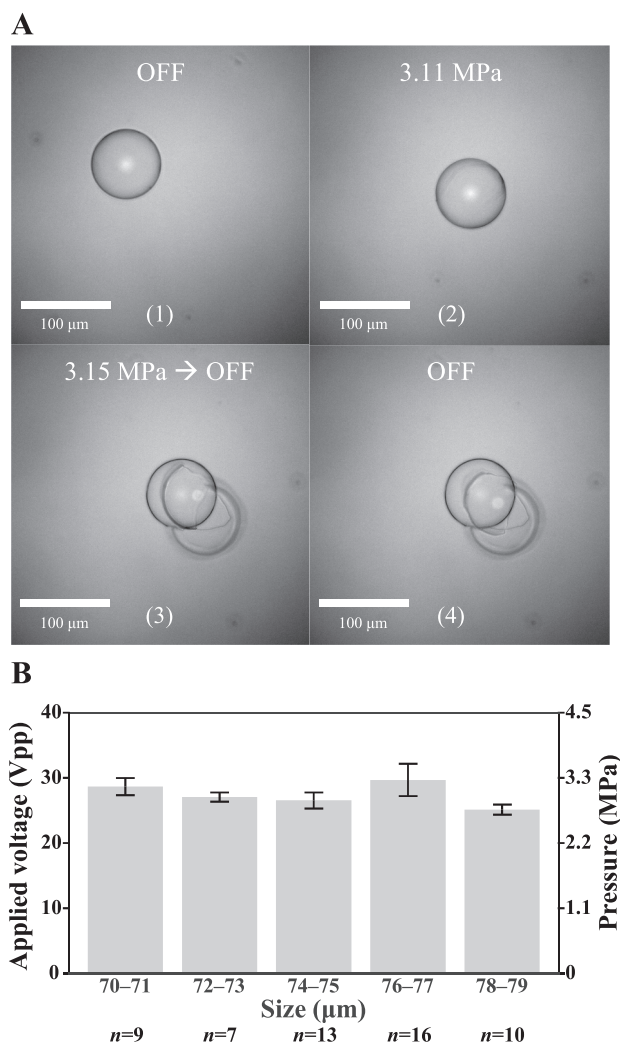 A
OFF
3.11 MPa
100 μm
(1)
100 μm
(2)
3.15 MPa → OFF
OFF
100 μm
(3)
100 μm
(4)
B
Applied voltage (Vpp)
40
30
20
10
0
4.5
3.3
2.2
1.1
0
Pressure (MPa)
70–71
72–73
74–75
76–77
78–79
Size (μm)
n=9
n=7
n=13
n=16
n=10